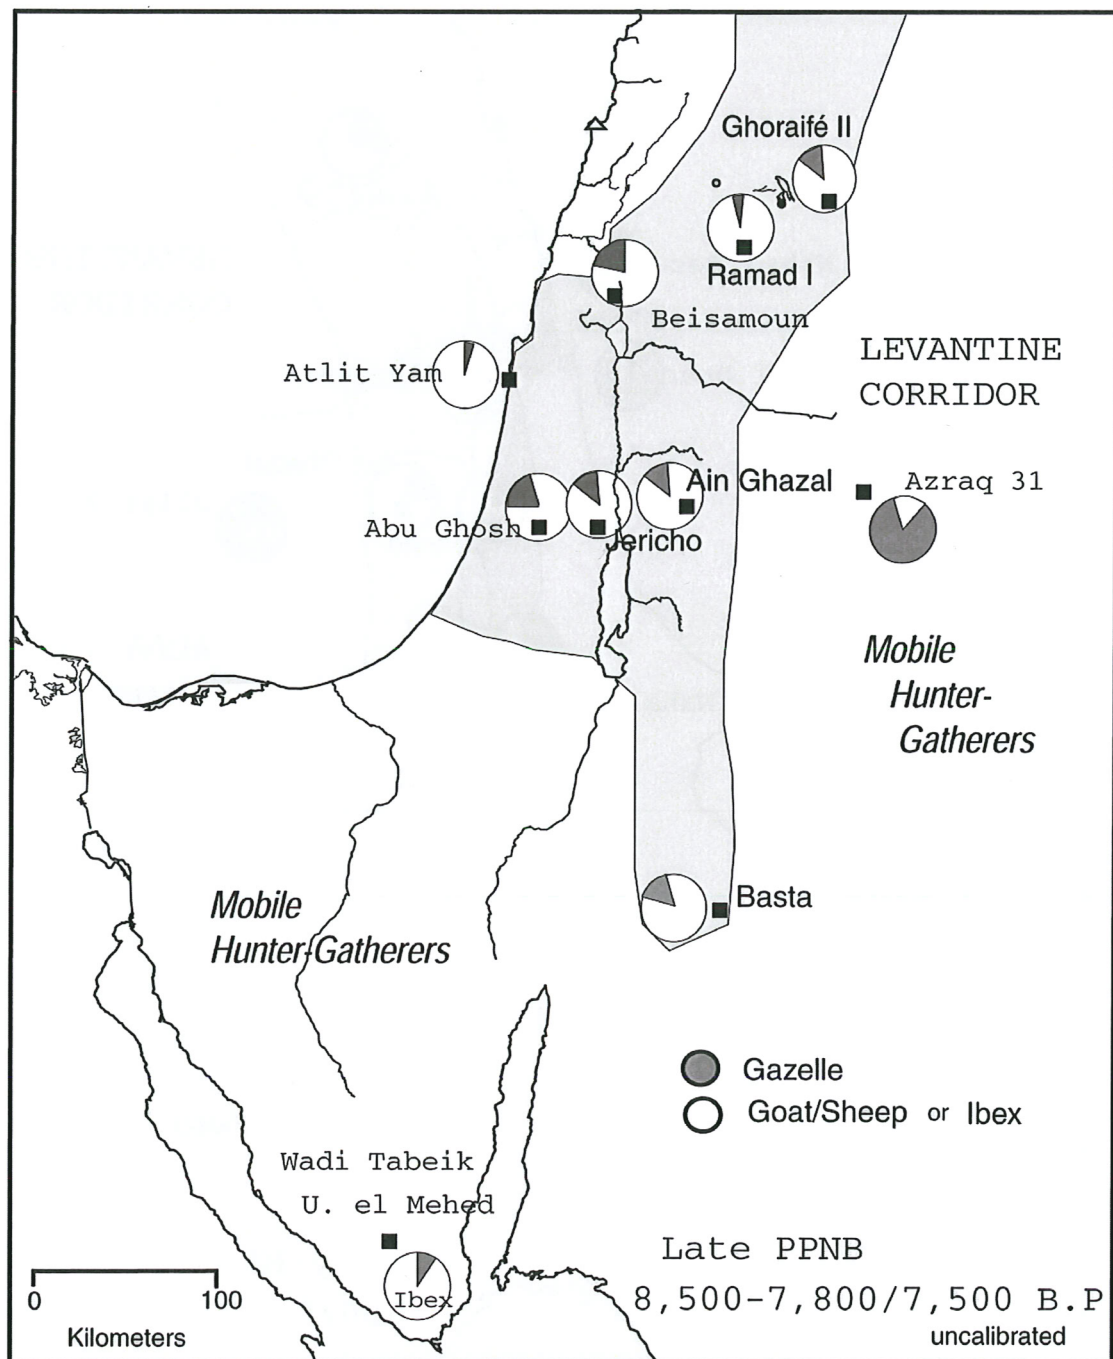 Ghoraifé II
Ramad I
Beisamoun
LEVANTINE
CORRIDOR
Atlit Yam
Ain Ghazal
Azraq 31
Abu Ghosh
Jericho
Mobile
Hunter-
Gatherers
Basta
Mobile
Hunter-Gatherers
Gazelle
Goat/Sheep or Ibex
Wadi Tabeik
U. el Mehed
Ibex
Late PPNB
8,500-7,800/7,500 B.P
uncalibrated
0 100
Kilometers